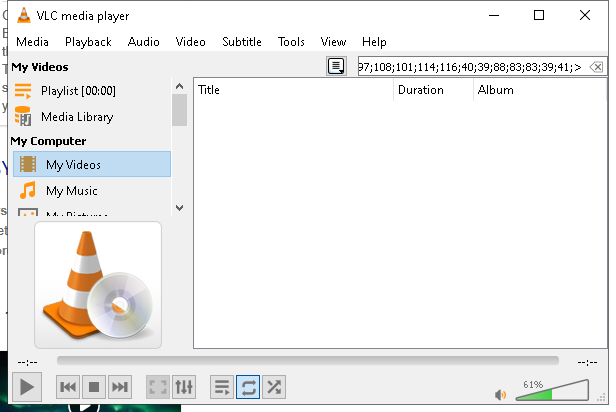 VLC media player
Media Playback Audio Video Subtitle Tools View Help
My Videos
97;108;101;114;116;40;39;88;83;83;39;41;>
Playlist [00:00]
Media Library
My Computer
My Videos
My Music
My Pictures
Title Duration Album
--:-- --:--
61%